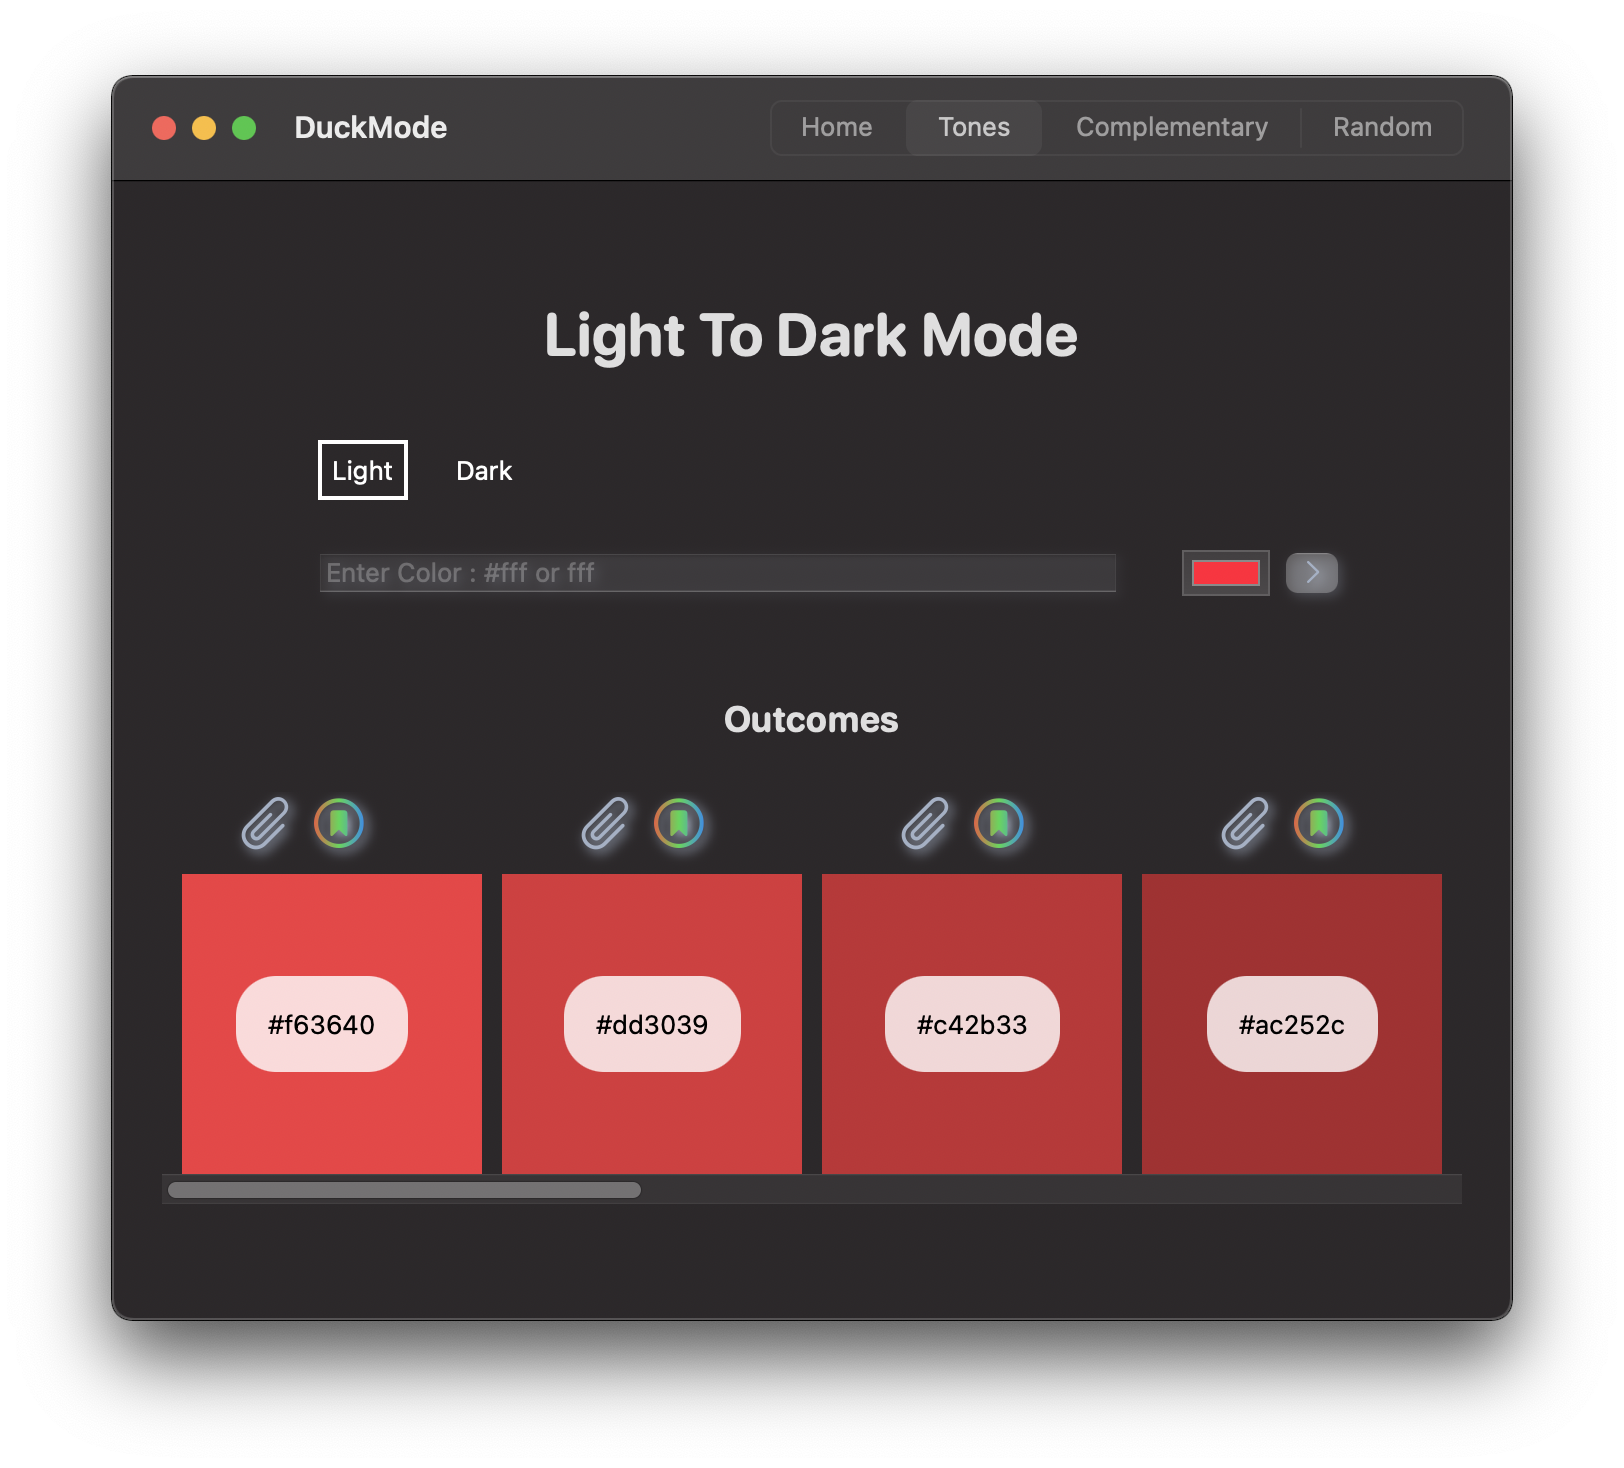 DuckMode Home Tones Complementary Random
Light To Dark Mode
Light Dark
Enter Color : #fff or fff
Outcomes
#f63640 #dd3039 #c42b33 #ac252c